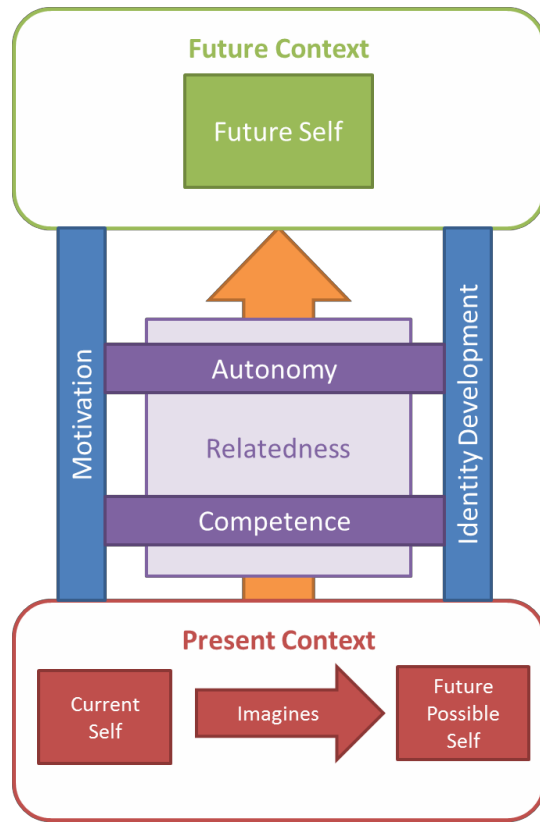 Future Context
Future Self
Motivation
Identity Development
Autonomy
Relatedness
Competence
Present Context
Current
Self
Imagines
Future
Possible
Self